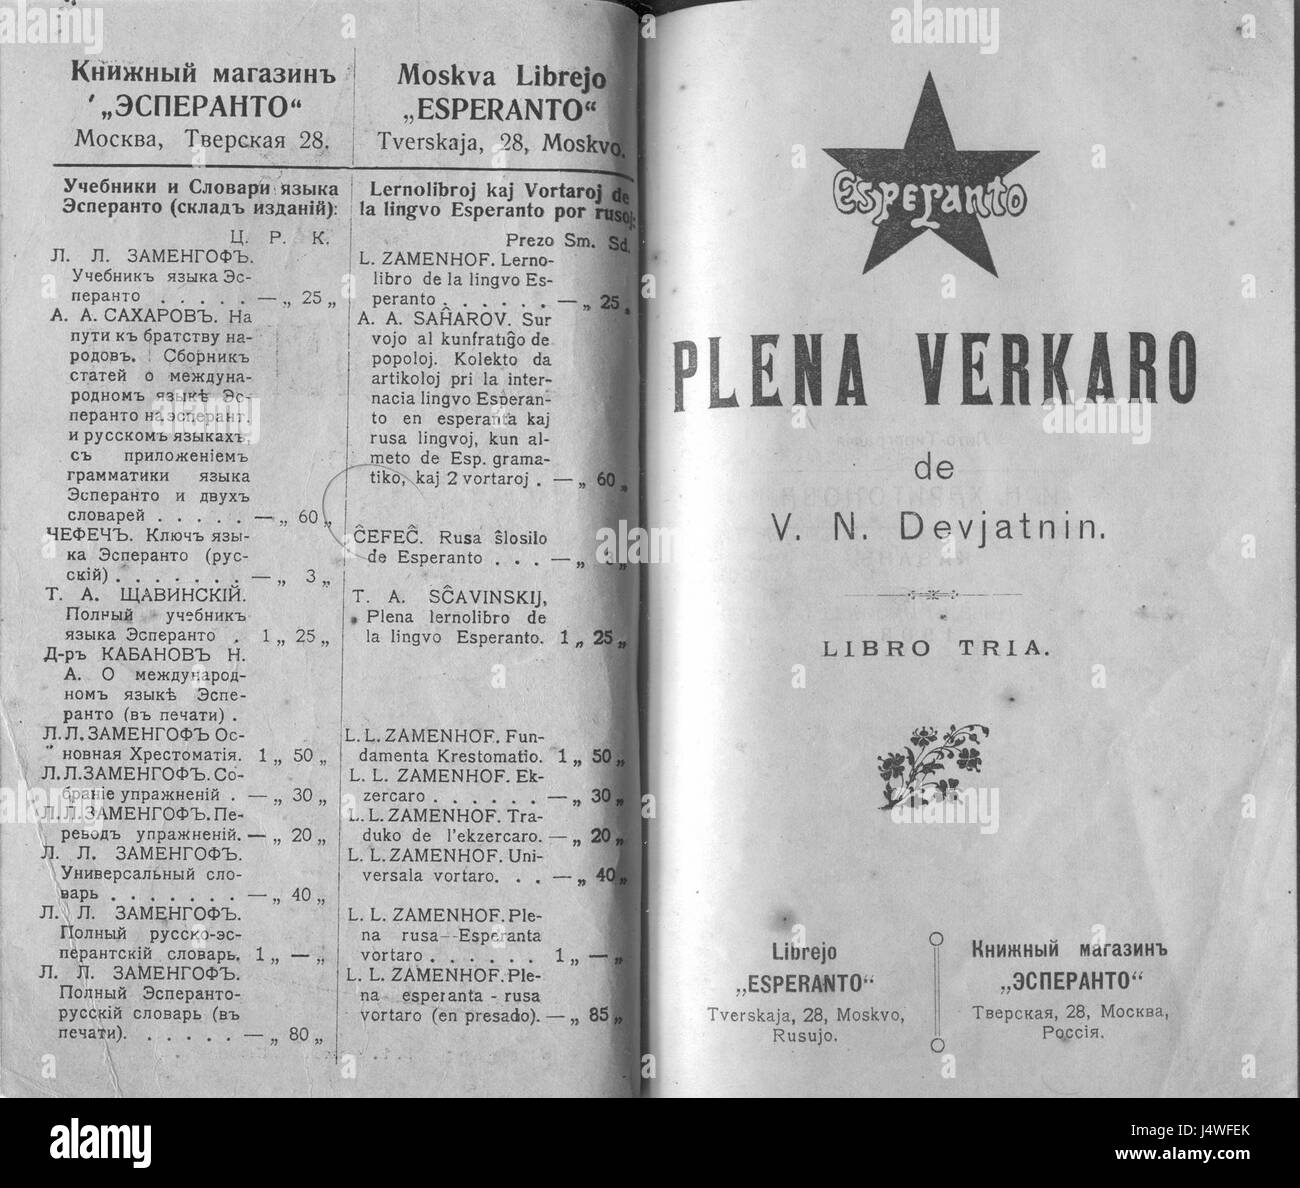 Книжный магазинъ
„ЭСПЕРАНТО“
Москва, Тверская 28.
Учебники и Словари языка
Эсперанто (складъ изданій):
Ц. Р. К.
Л. Л. ЗАМЕНГОФЪ.
Учебникъ языка Эс-
перанто . . . . . — „ 25 „
А. А. САХАРОВЪ. На
пути къ братству на-
родовъ. Сборникъ
статей о междуна-
родномъ языкѣ Эс-
перанто на эсперант.
и русскомъ языкахъ,
съ приложеніемъ
грамматики языка
Эсперанто и двухъ
словарей . . . . . — „ 60 „
ЧЕФЕЧЪ. Ключъ язы-
ка Эсперанто (рус-
скій) . . . . . . . — „ 3 „
Т. А. ЩАВИНСКІЙ.
Полный учебникъ
языка Эсперанто . 1 „ 25 „
Д-ръ КАБАНОВЪ Н.
А. О международ-
номъ языкѣ Эспе-
ранто (въ печати) .
Л. Л. ЗАМЕНГОФЪ Ос-
новная Хрестоматія. 1 „ 50 „
Л. Л. ЗАМЕНГОФЪ. Со-
браніе упражненій . — „ 30 „
Л. Л. ЗАМЕНГОФЪ. Пе-
реводъ упражненій. — „ 20 „
Л. Л. ЗАМЕНГОФЪ.
Универсальный сло-
варь . . . . . . . — „ 40 „
Л. Л. ЗАМЕНГОФЪ.
Полный русско-эс-
перантскій словарь. 1 „ — „
Л. Л. ЗАМЕНГОФЪ.
Полный Эсперанто-
русскій словарь (въ
печати). . . . . . — „ 80 „
Moskva Librejo
„ESPERANTO“
Tverskaja, 28, Moskvo.
Lernolibroj kaj Vortaroj de
la lingvo Esperanto por rusoj:
Prezo Sm. Sd.
L. ZAMENHOF. Lerno-
libro de la lingvo Es-
peranto . . . . . . — „ 25 „
A. A. SAĤAROV. Sur
vojo al kunfratiĝo de
popoloj. Kolekto da
artikoloj pri la inter-
nacia lingvo Esperan-
to en esperanta kaj
rusa lingvoj, kun al-
meto de Esp. grama-
tiko, kaj 2 vortaroj . — „ 60 „
ĈEFEĈ. Rusa ŝlosilo
de Esperanto . . . — „ 3 „
T. A. SĈAVINSKIJ,
Plena lernolibro de
la lingvo Esperanto. 1 „ 25 „
L. L. ZAMENHOF. Fun-
damenta Krestomatio. 1 „ 50 „
L. L. ZAMENHOF. Ek-
zercaro . . . . . . — „ 30 „
L. L. ZAMENHOF. Tra-
duko de l'ekzercaro. — „ 20 „
L. L. ZAMENHOF. Uni-
versala vortaro. . . — „ 40 „
L. L. ZAMENHOF. Ple-
na rusa—Esperanta
vortaro . . . . . . 1 „ — „
L. L. ZAMENHOF. Ple-
na esperanta - rusa
vortaro (en presado). — „ 85 „
Esperanto
PLENA VERKARO
de
V. N. Devjatnin.
LIBRO TRIA.
Librejo
„ESPERANTO“
Tverskaja, 28, Moskvo,
Rusujo.
Книжный магазинъ
„ЭСПЕРАНТО“
Тверская, 28, Москва,
Россія.
alamy
Image ID: J4WFEK
www.alamy.com